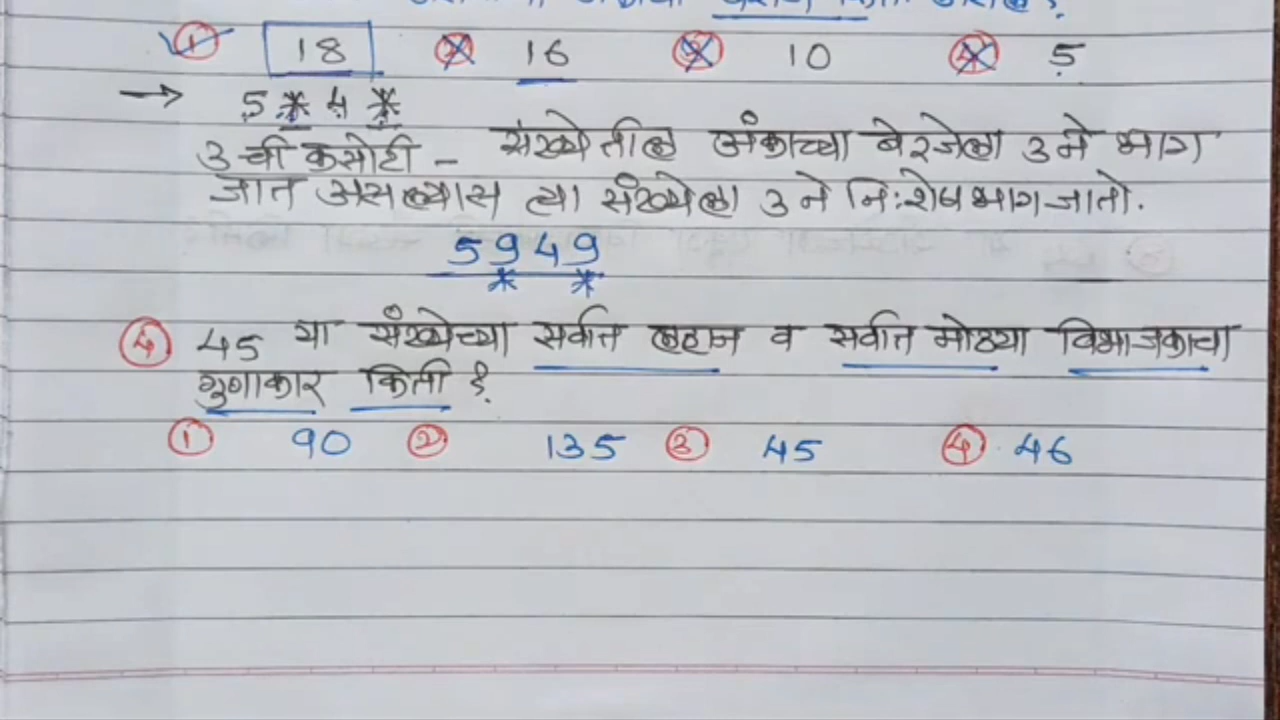 ① 18 ② 16 ③ 10 ④ 5
→ 5 * 4 *
3 ची कसोटी - संख्येतील अंकाच्या बेरजेला 3 ने भाग
जात असल्यास त्या संख्येला 3 ने नि:शेष भाग जातो.
5949
* *
④ 45 या संख्येच्या सर्वात लहान व सर्वात मोठ्या विभाजकाचा
गुणाकार किती ?
① 90 ② 135 ③ 45 ④ 46